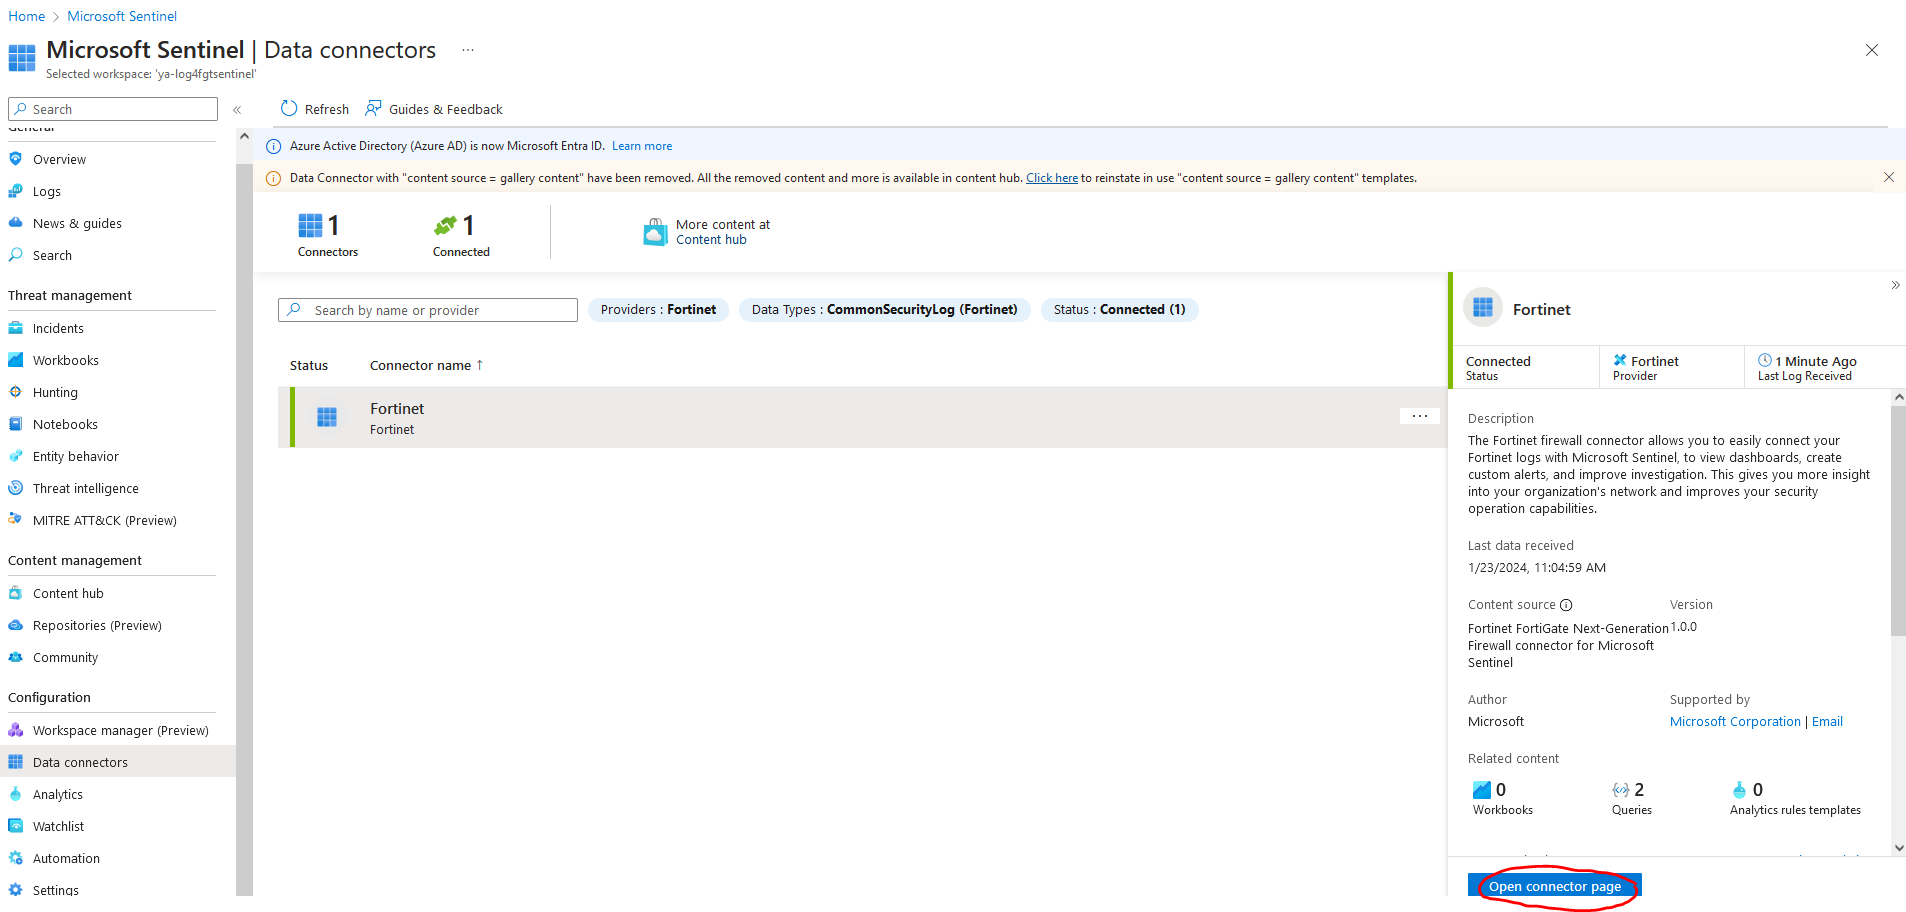 Home > Microsoft Sentinel
Microsoft Sentinel | Data connectors ...
Selected workspace: 'ya-log4fgtsentinel'
Search
«
General
Overview
Logs
News & guides
Search
Threat management
Incidents
Workbooks
Hunting
Notebooks
Entity behavior
Threat intelligence
MITRE ATT&CK (Preview)
Content management
Content hub
Repositories (Preview)
Community
Configuration
Workspace manager (Preview)
Data connectors
Analytics
Watchlist
Automation
Settings
Refresh
Guides & Feedback
Azure Active Directory (Azure AD) is now Microsoft Entra ID. Learn more
Data Connector with "content source = gallery content" have been removed. All the removed content and more is available in content hub. Click here to reinstate in use "content source = gallery content" templates.
1
Connectors
1
Connected
More content at
Content hub
Search by name or provider
Providers : Fortinet
Data Types : CommonSecurityLog (Fortinet)
Status : Connected (1)
Status
Connector name ↑
Fortinet
Fortinet
...
»
Fortinet
Connected
Status
Fortinet
Provider
1 Minute Ago
Last Log Received
Description
The Fortinet firewall connector allows you to easily connect your
Fortinet logs with Microsoft Sentinel, to view dashboards, create
custom alerts, and improve investigation. This gives you more insight
into your organization's network and improves your security
operation capabilities.
Last data received
1/23/2024, 11:04:59 AM
Content source
Fortinet FortiGate Next-Generation
Firewall connector for Microsoft
Sentinel
Version
1.0.0
Author
Microsoft
Supported by
Microsoft Corporation | Email
Related content
0
Workbooks
2
Queries
0
Analytics rules templates
Open connector page